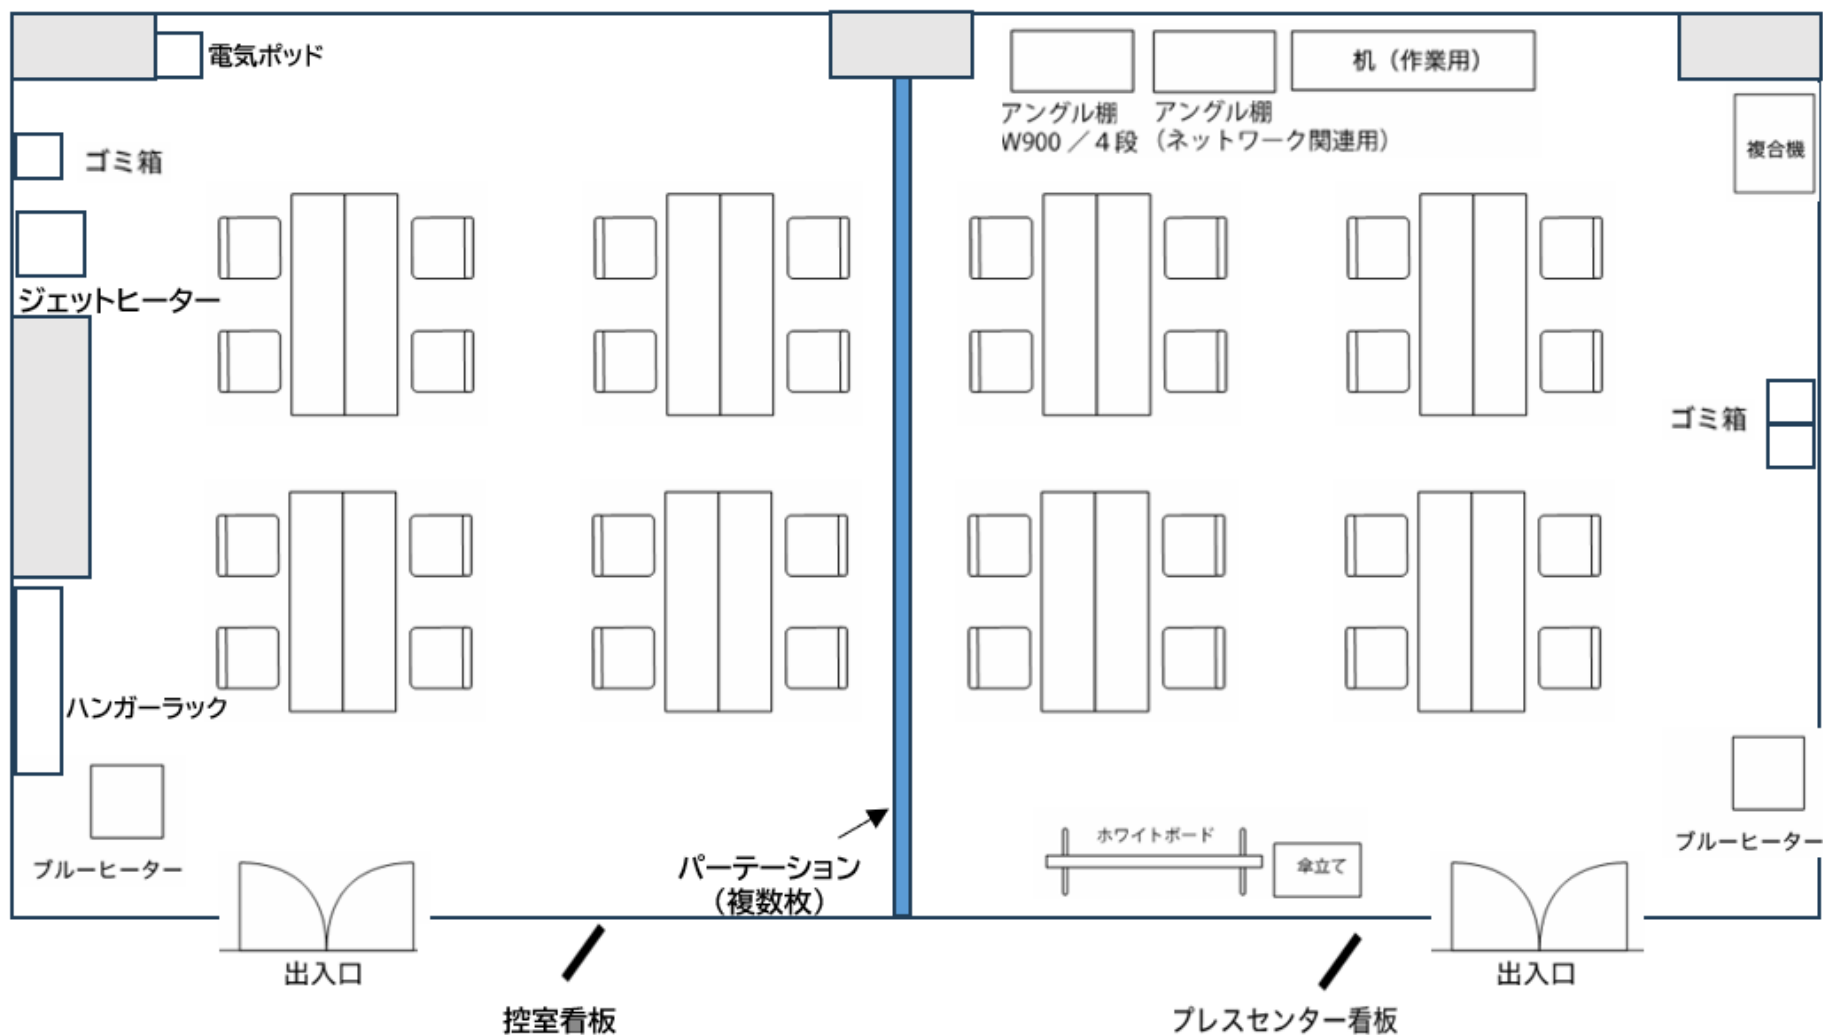 電気ポッド
机（作業用）
アングル棚
W900／４段
アングル棚
（ネットワーク関連用）
複合機
ゴミ箱
ジェットヒーター
ゴミ箱
ハンガーラック
ブルーヒーター
パーテーション
（複数枚）
ホワイトボード
傘立て
ブルーヒーター
出入口
出入口
控室看板
プレスセンター看板